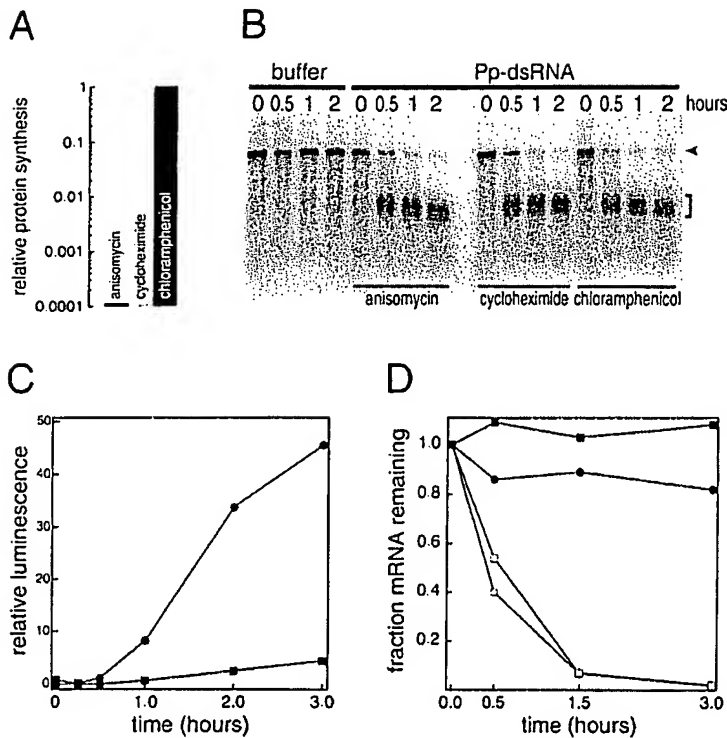 A
relative protein synthesis
1
0.1
0.01
0.001
0.0001
anisomycin
cycloheximide
chloramphenicol
B
buffer Pp-dsRNA
0 0.5 1 2 0 0.5 1 2 0 0.5 1 2 0 0.5 1 2 hours
anisomycin cycloheximide chloramphenicol
C
relative luminescence
50
40
30
20
10
0
0 1.0 2.0 3.0
time (hours)
D
fraction mRNA remaining
1.0
0.8
0.6
0.4
0.2
0.0 0.5 1.5 3.0
time (hours)